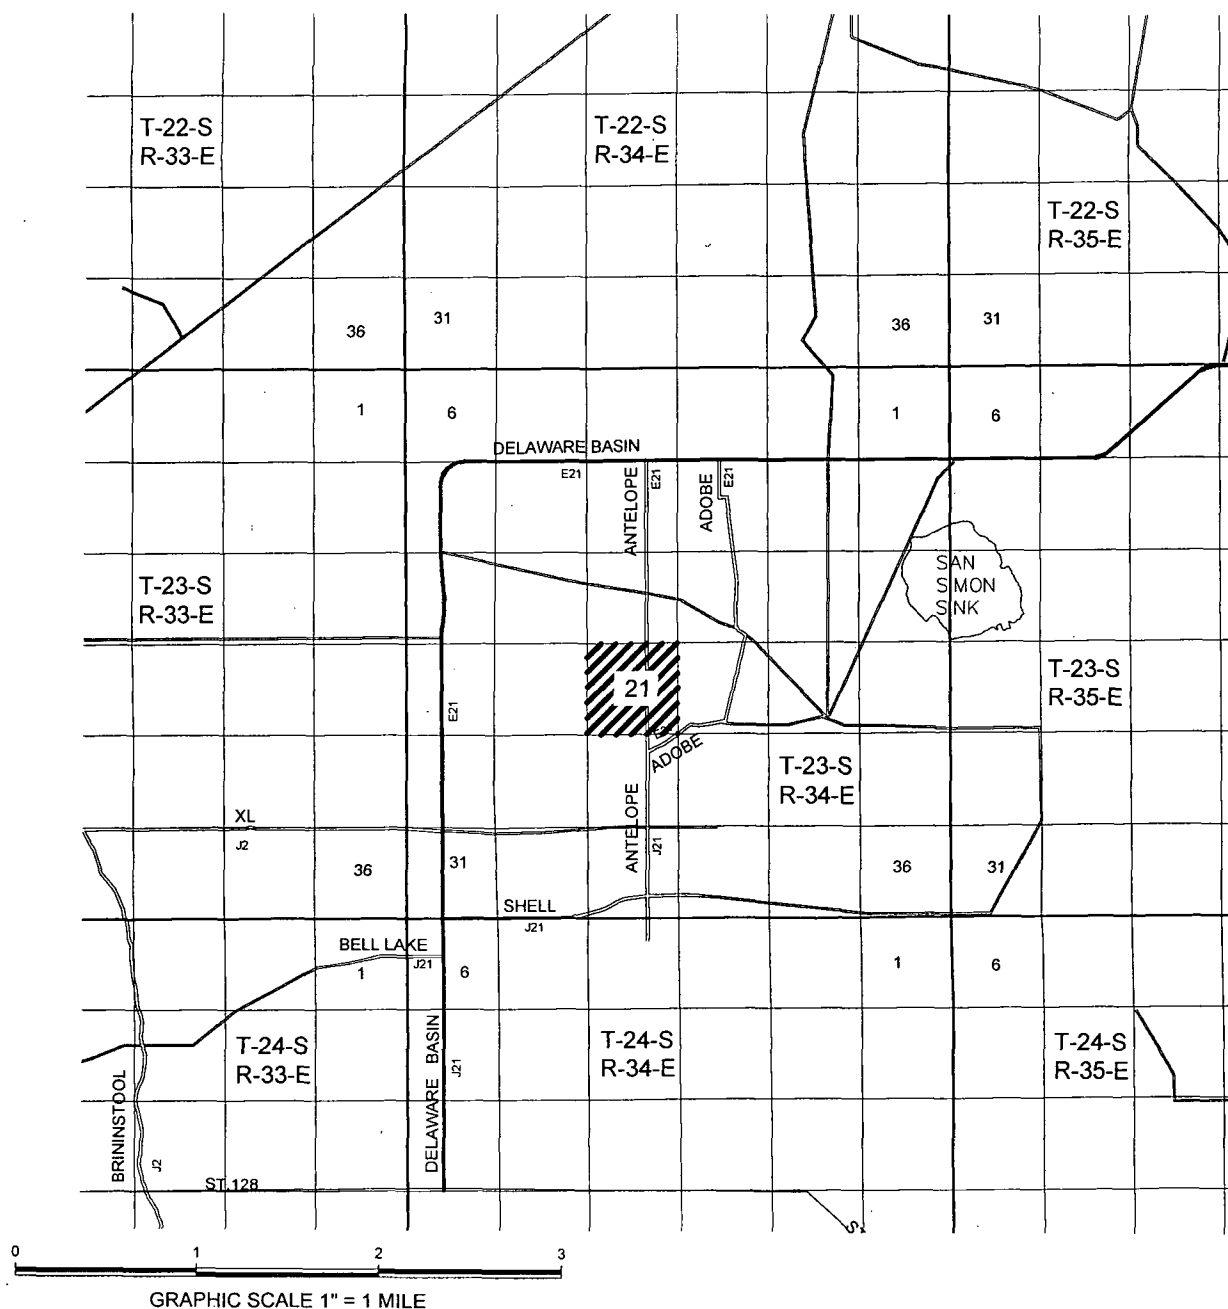 T-22-S
R-33-E
T-22-S
R-34-E
T-22-S
R-35-E
36
31
36
31
1
6
1
6
DELAWARE BASIN
E21
ANTELOPE
E21
ADOBE
E21
SAN
SIMON
SINK
T-23-S
R-33-E
21
E21
T-23-S
R-35-E
ADOBE
T-23-S
R-34-E
XL
J2
ANTELOPE
J21
36
31
36
31
SHELL
J21
BELL LAKE
J21
1
6
1
6
T-24-S
R-33-E
T-24-S
R-34-E
T-24-S
R-35-E
BRININSTOOL
J2
DELAWARE BASIN
J21
ST 128
0 1 2 3
GRAPHIC SCALE 1" = 1 MILE